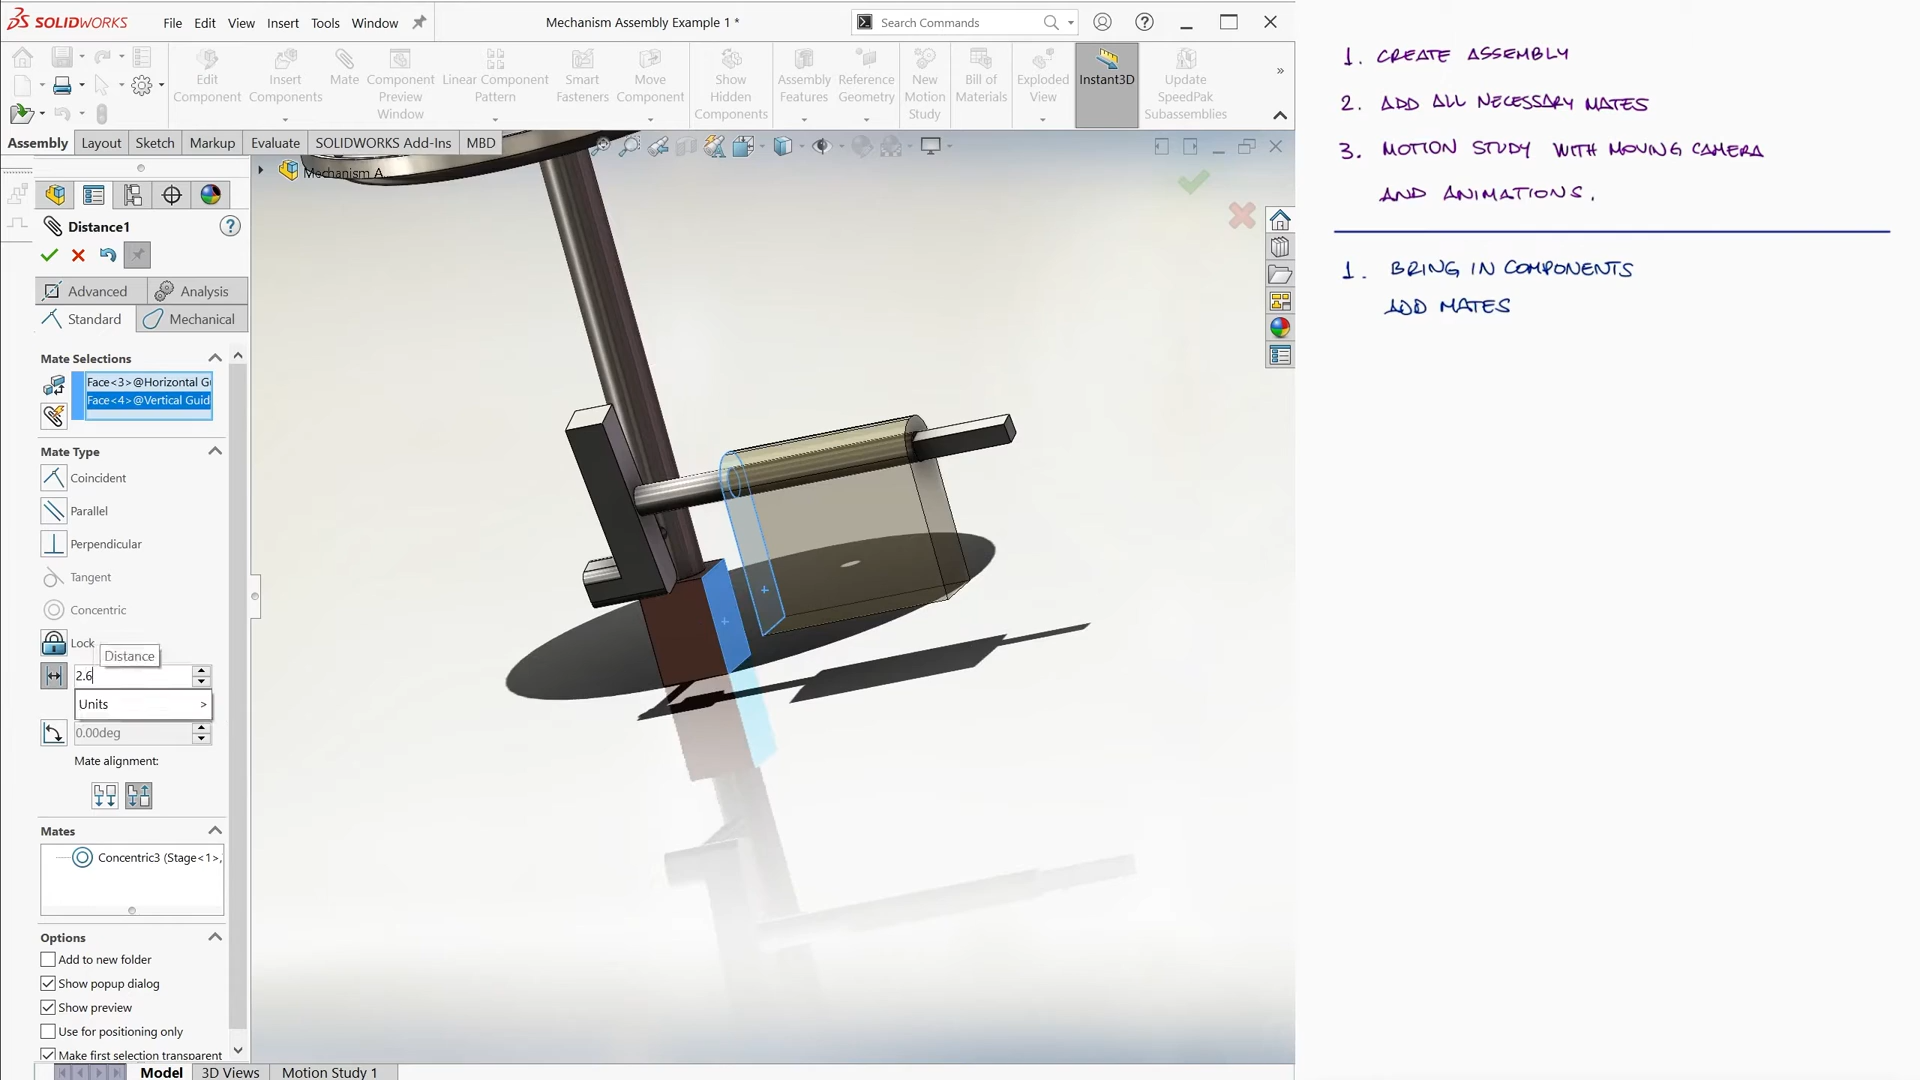 SOLIDWORKS
File Edit View Insert Tools Window
Mechanism Assembly Example 1 *
Search Commands
Edit Component
Insert Components
Mate
Component Preview Window
Linear Component Pattern
Smart Fasteners
Move Component
Show Hidden Components
Assembly Features
Reference Geometry
New Motion Study
Bill of Materials
Exploded View
Instant3D
Update SpeedPak Subassemblies
Assembly Layout Sketch Markup Evaluate SOLIDWORKS Add-Ins MBD
Mechanism A
Distance1
Advanced Analysis
Standard Mechanical
Mate Selections
Face<3>@Horizontal G
Face<4>@Vertical Guid
Mate Type
Coincident
Parallel
Perpendicular
Tangent
Concentric
Lock
Distance
2.6
Units >
0.00deg
Mate alignment:
Mates
Concentric3 (Stage<1>,
Options
Add to new folder
Show popup dialog
Show preview
Use for positioning only
Make first selection transparent
Model 3D Views Motion Study 1
1. CREATE ASSEMBLY
2. ADD ALL NECESSARY MATES
3. MOTION STUDY WITH MOVING CAMERA
AND ANIMATIONS.
1. BRING IN COMPONENTS
ADD MATES